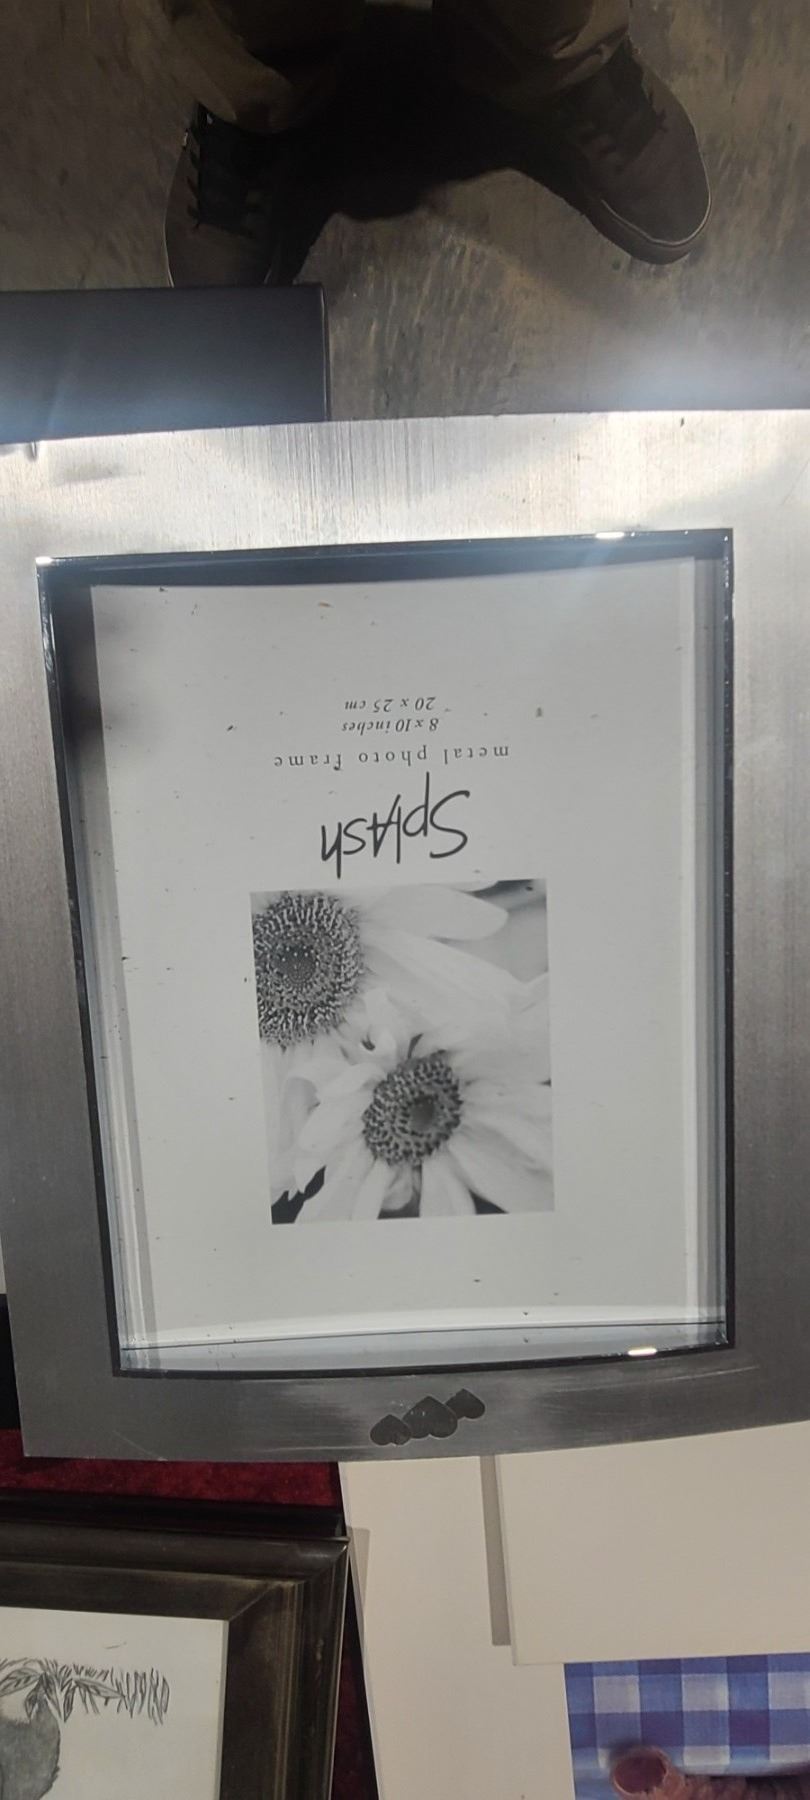 Splash
metal photo frame
8 x 10 inches
20 x 25 cm